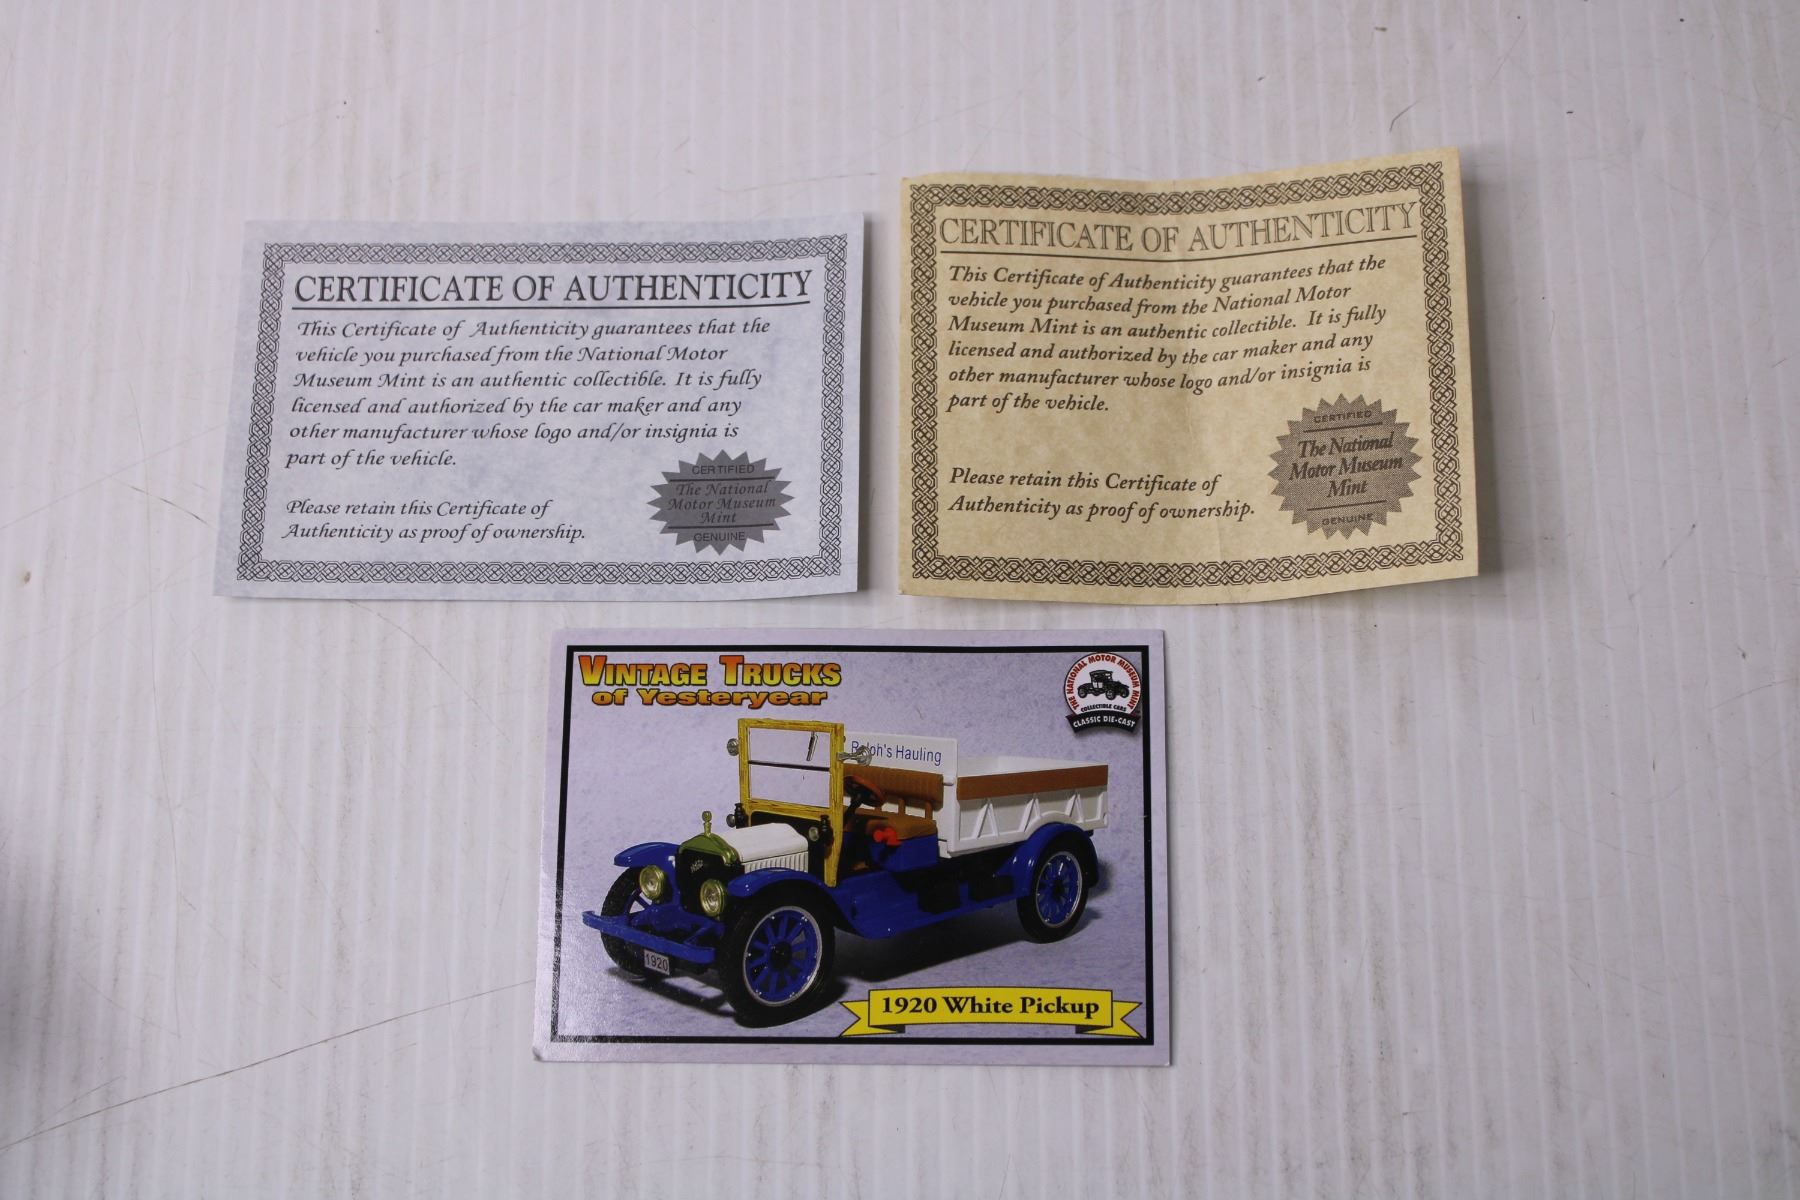 CERTIFICATE OF AUTHENTICITY
This Certificate of Authenticity guarantees that the
vehicle you purchased from the National Motor
Museum Mint is an authentic collectible. It is fully
licensed and authorized by the car maker and any
other manufacturer whose logo and/or insignia is
part of the vehicle.
Please retain this Certificate of
Authenticity as proof of ownership.
CERTIFIED
The National
Motor Museum
Mint
GENUINE
CERTIFICATE OF AUTHENTICITY
This Certificate of Authenticity guarantees that the
vehicle you purchased from the National Motor
Museum Mint is an authentic collectible. It is fully
licensed and authorized by the car maker and any
other manufacturer whose logo and/or insignia is
part of the vehicle.
Please retain this Certificate of
Authenticity as proof of ownership.
CERTIFIED
The National
Motor Museum
Mint
GENUINE
VINTAGE TRUCKS
of Yesteryear
THE NATIONAL MOTOR MUSEUM MINT
COLLECTIBLE CARS
CLASSIC DIE-CAST
Hauling
1920
1920 White Pickup